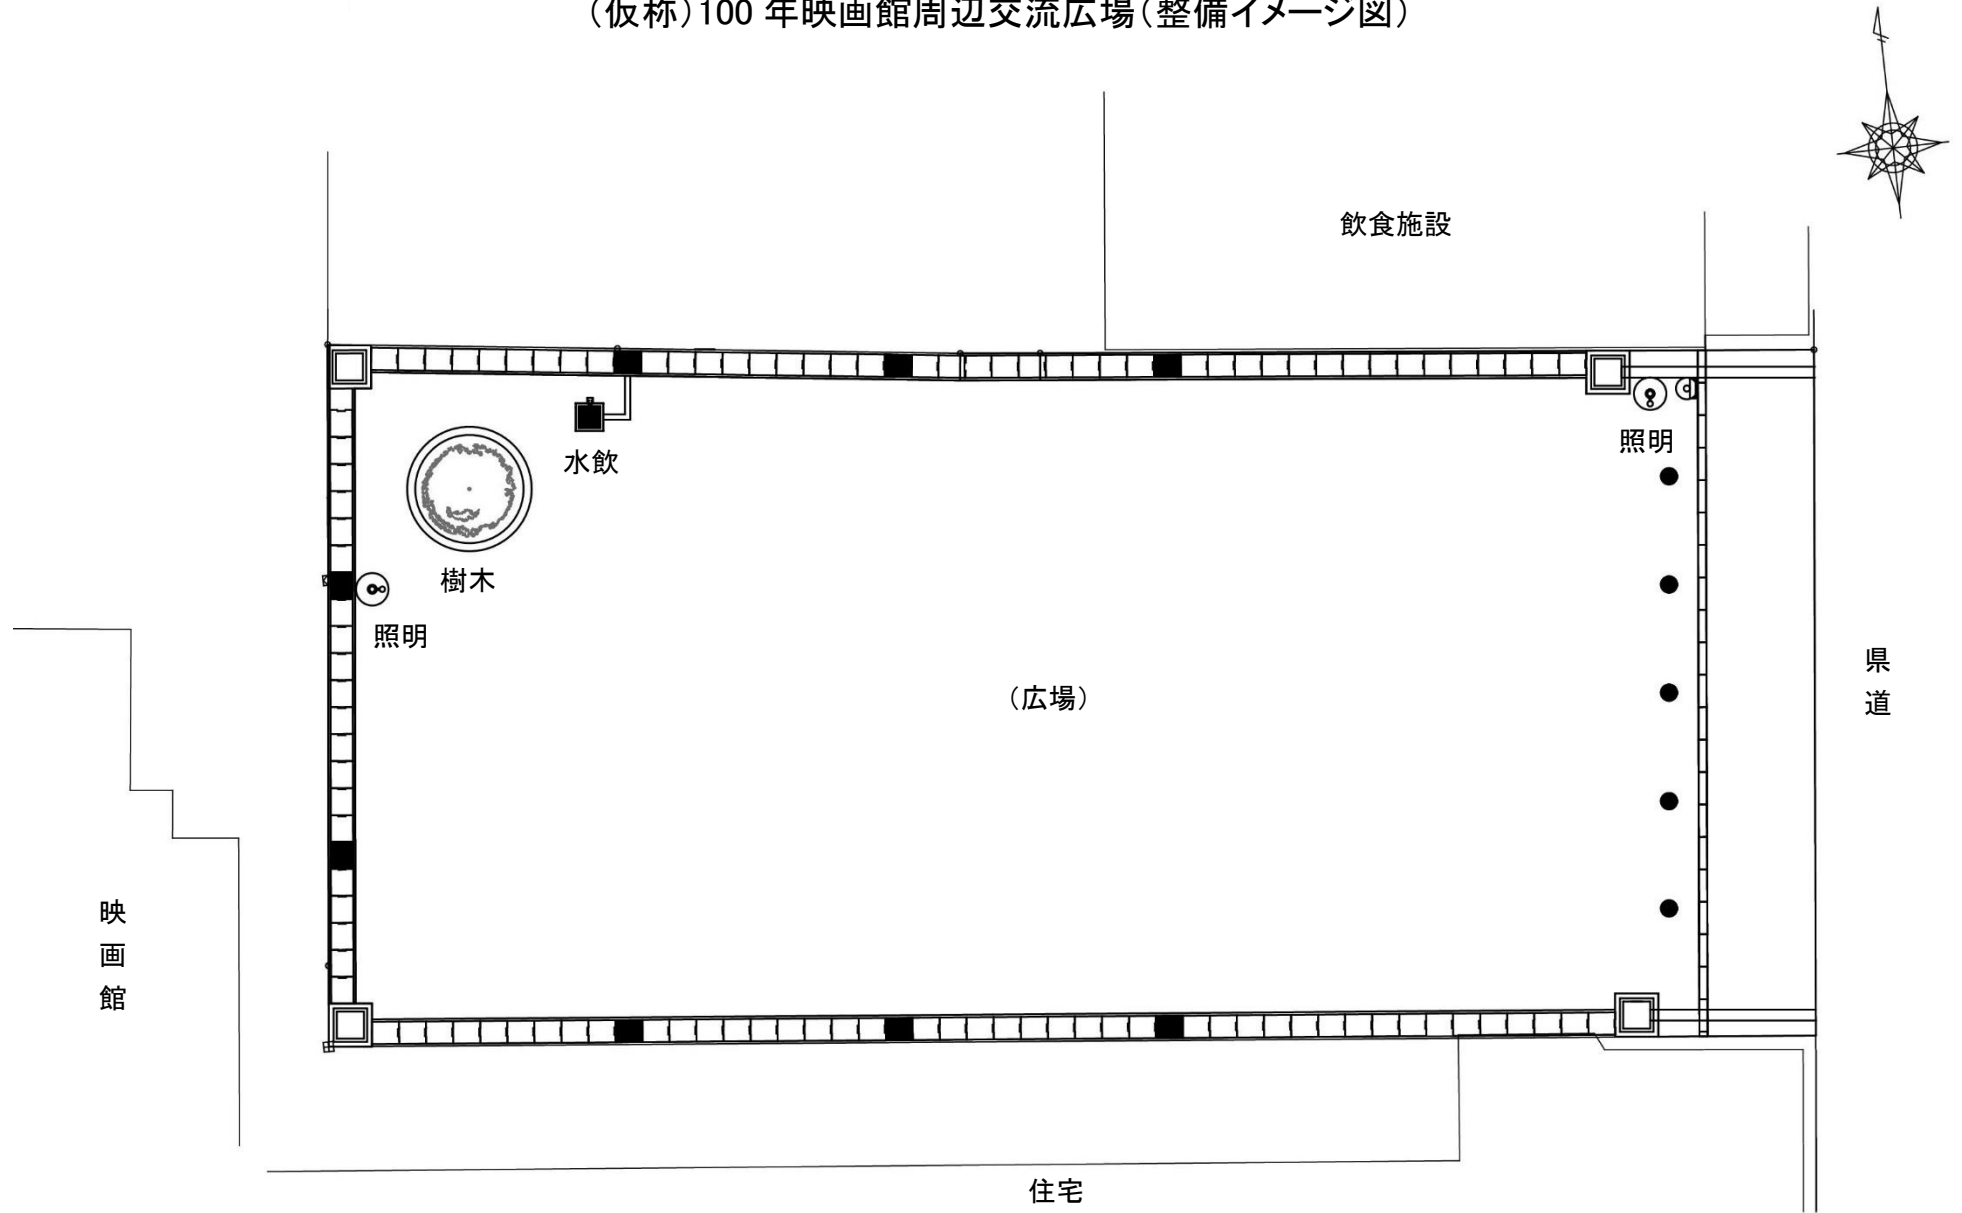 （仮称）100 年映画館周辺交流広場（整備イメージ図）
飲食施設
照明
水飲
樹木
照明
（広場）
県道
映画館
住宅